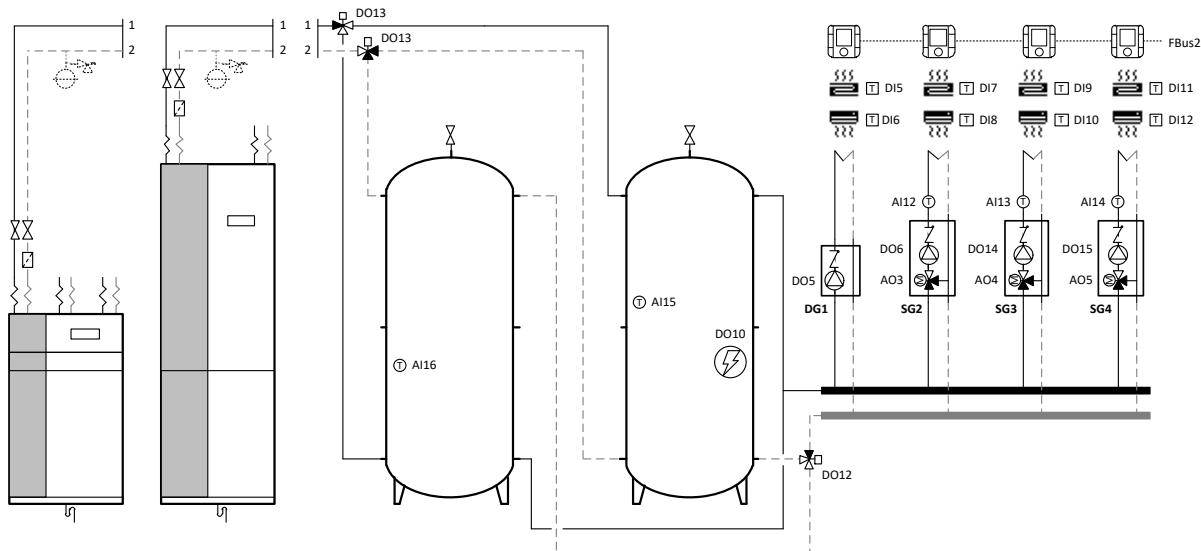 1
2
1
2
1
2
DO13
DO13
FBus2
T DI5
T DI7
T DI9
T DI11
T DI6
T DI8
T DI10
T DI12
AI12 T
AI13 T
AI14 T
DO5
DO6
DO14
DO15
AO3 M
AO4 M
AO5 M
DG1
SG2
SG3
SG4
T AI15
T AI16
DO10
DO12